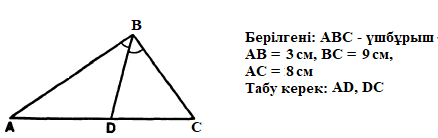 B
Берілгені: ABC - үшбұрыш
AB = 3 см, BC = 9 см,
AC = 8 см
Табу керек: AD, DC
A D C